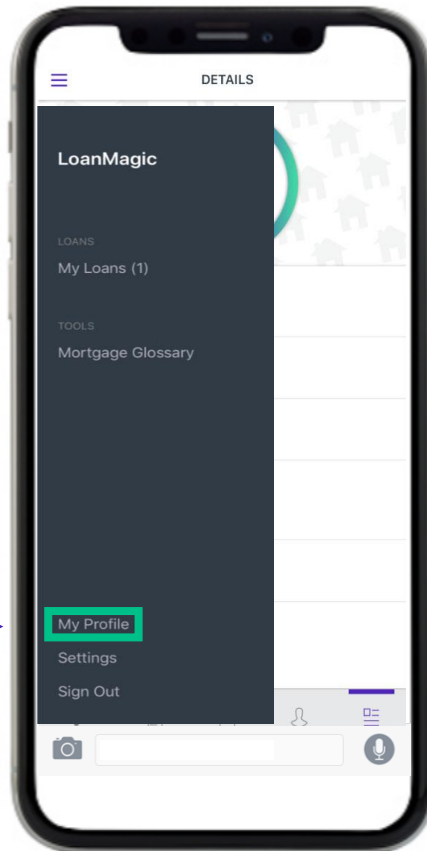 DETAILS
LoanMagic
LOANS
My Loans (1)
TOOLS
Mortgage Glossary
My Profile
Settings
Sign Out